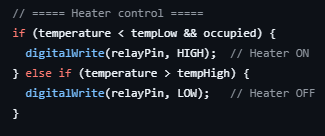 // ===== Heater control =====
if (temperature < tempLow && occupied) {
  digitalWrite(relayPin, HIGH);  // Heater ON
} else if (temperature > tempHigh) {
  digitalWrite(relayPin, LOW);   // Heater OFF
}